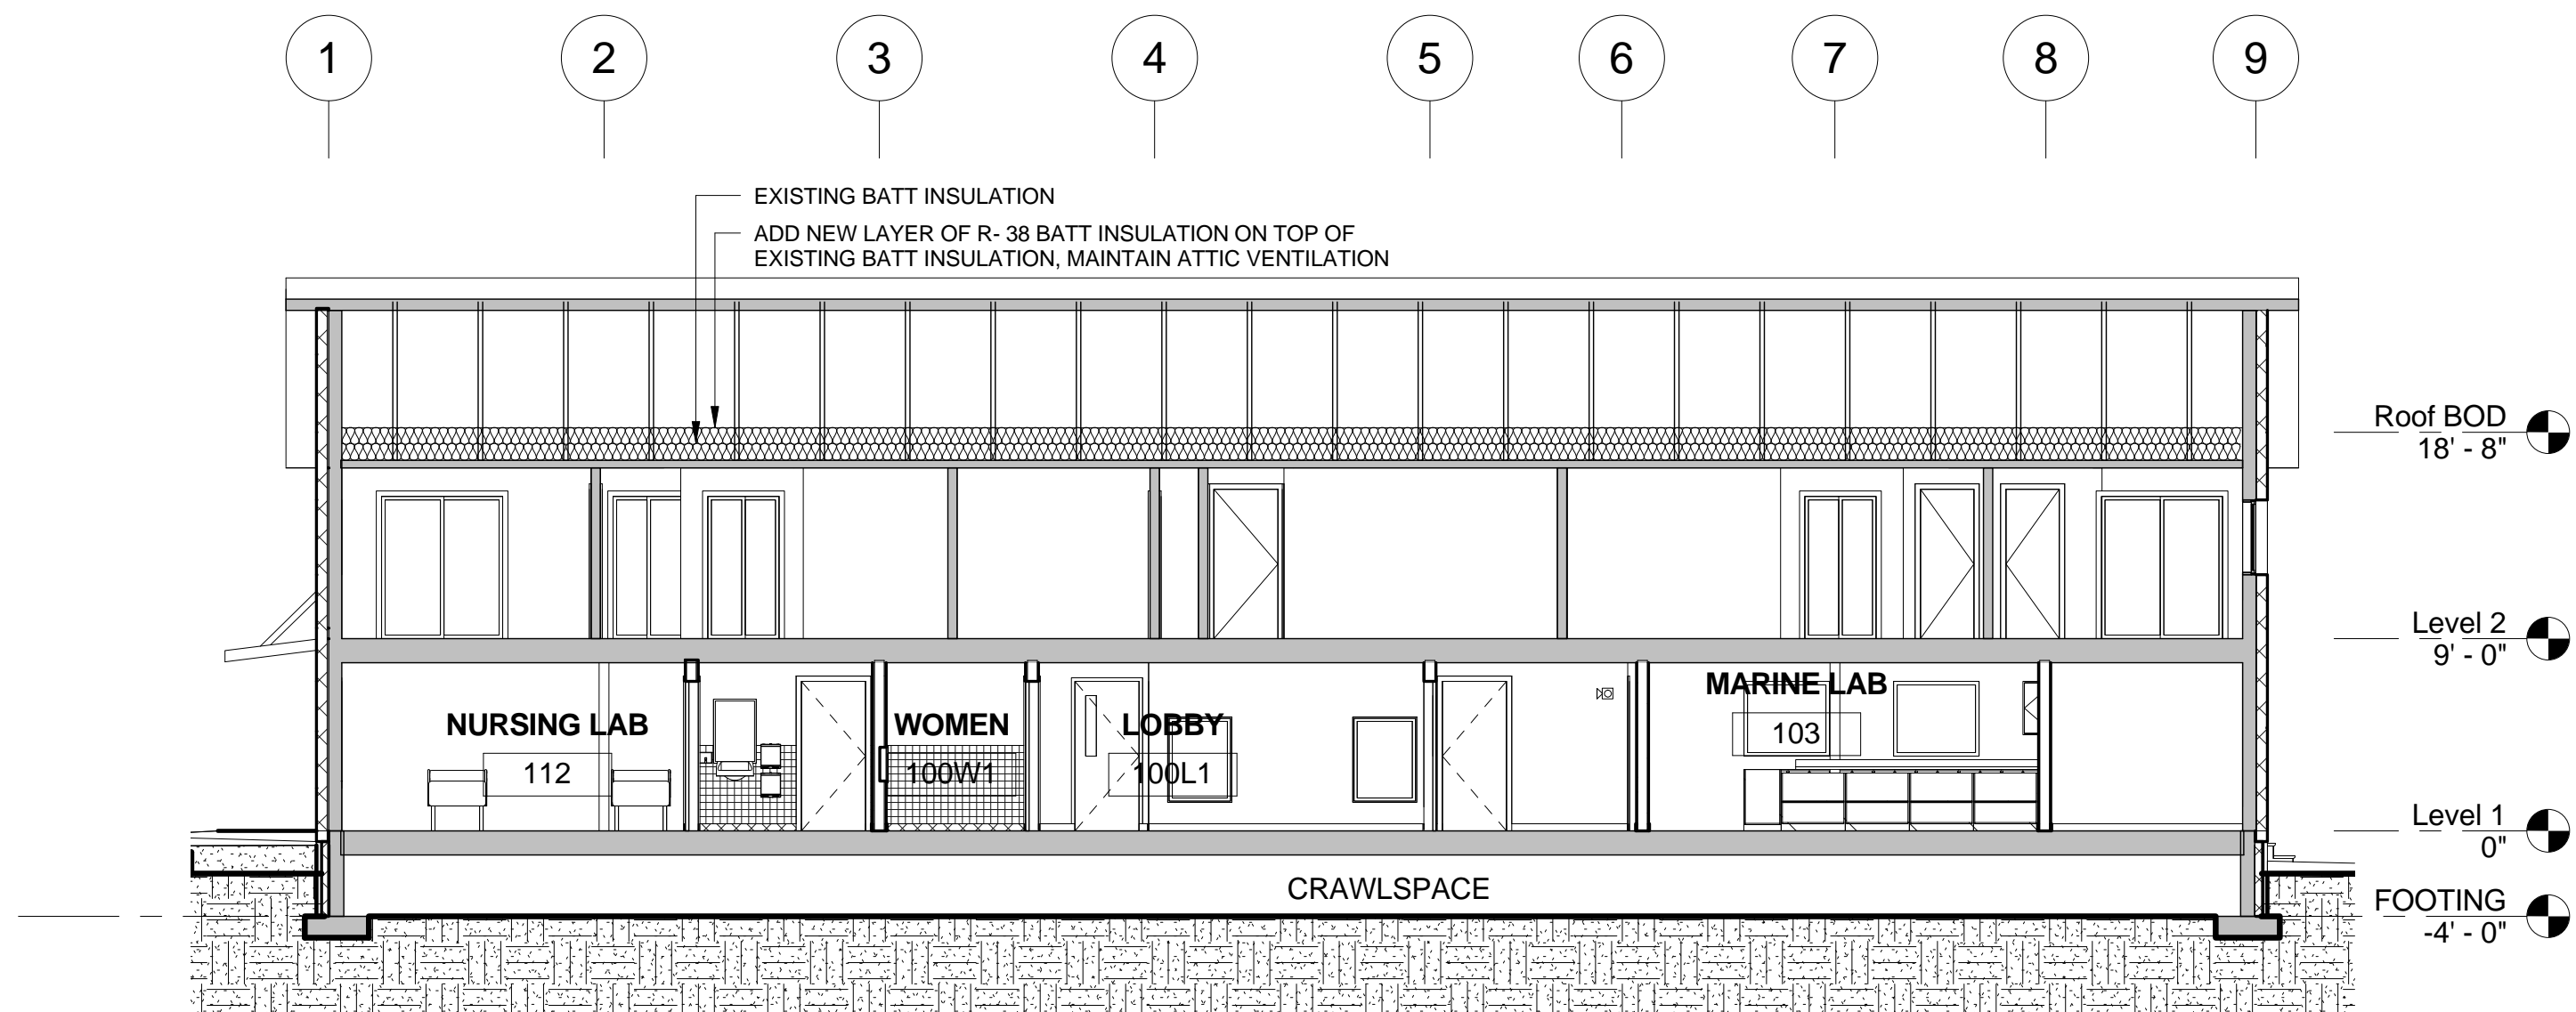 1 2 3 4 5 6 7 8 9
EXISTING BATT INSULATION
ADD NEW LAYER OF R- 38 BATT INSULATION ON TOP OF
EXISTING BATT INSULATION, MAINTAIN ATTIC VENTILATION
Roof BOD
18' - 8"
Level 2
9' - 0"
NURSING LAB
112
WOMEN
100W1
LOBBY
100L1
MARINE LAB
103
Level 1
0"
CRAWLSPACE
FOOTING
-4' - 0"